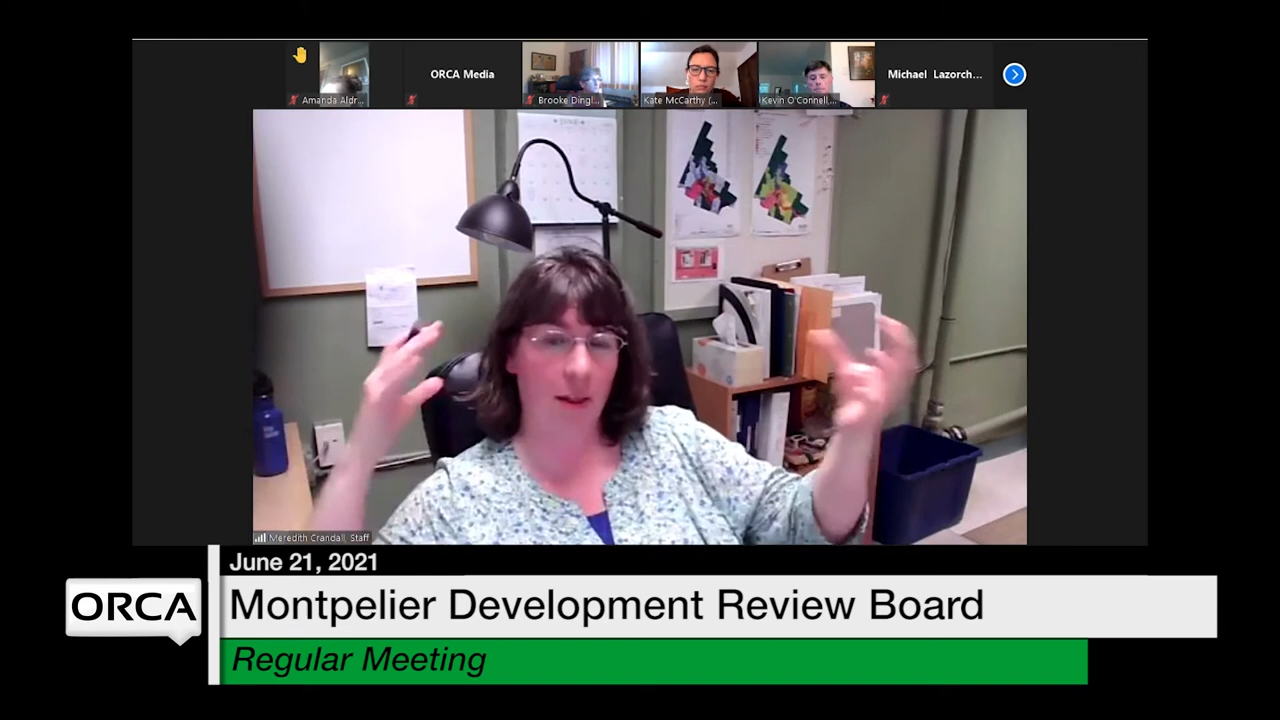 ORCA Media
Michael Lazorch...
Amanda Aldr...
Brooke Dingl...
Kate McCarthy (...
Kevin O'Connell,...
JUNE
Meredith Crandall, Staff
June 21, 2021
ORCA
Montpelier Development Review Board
Regular Meeting